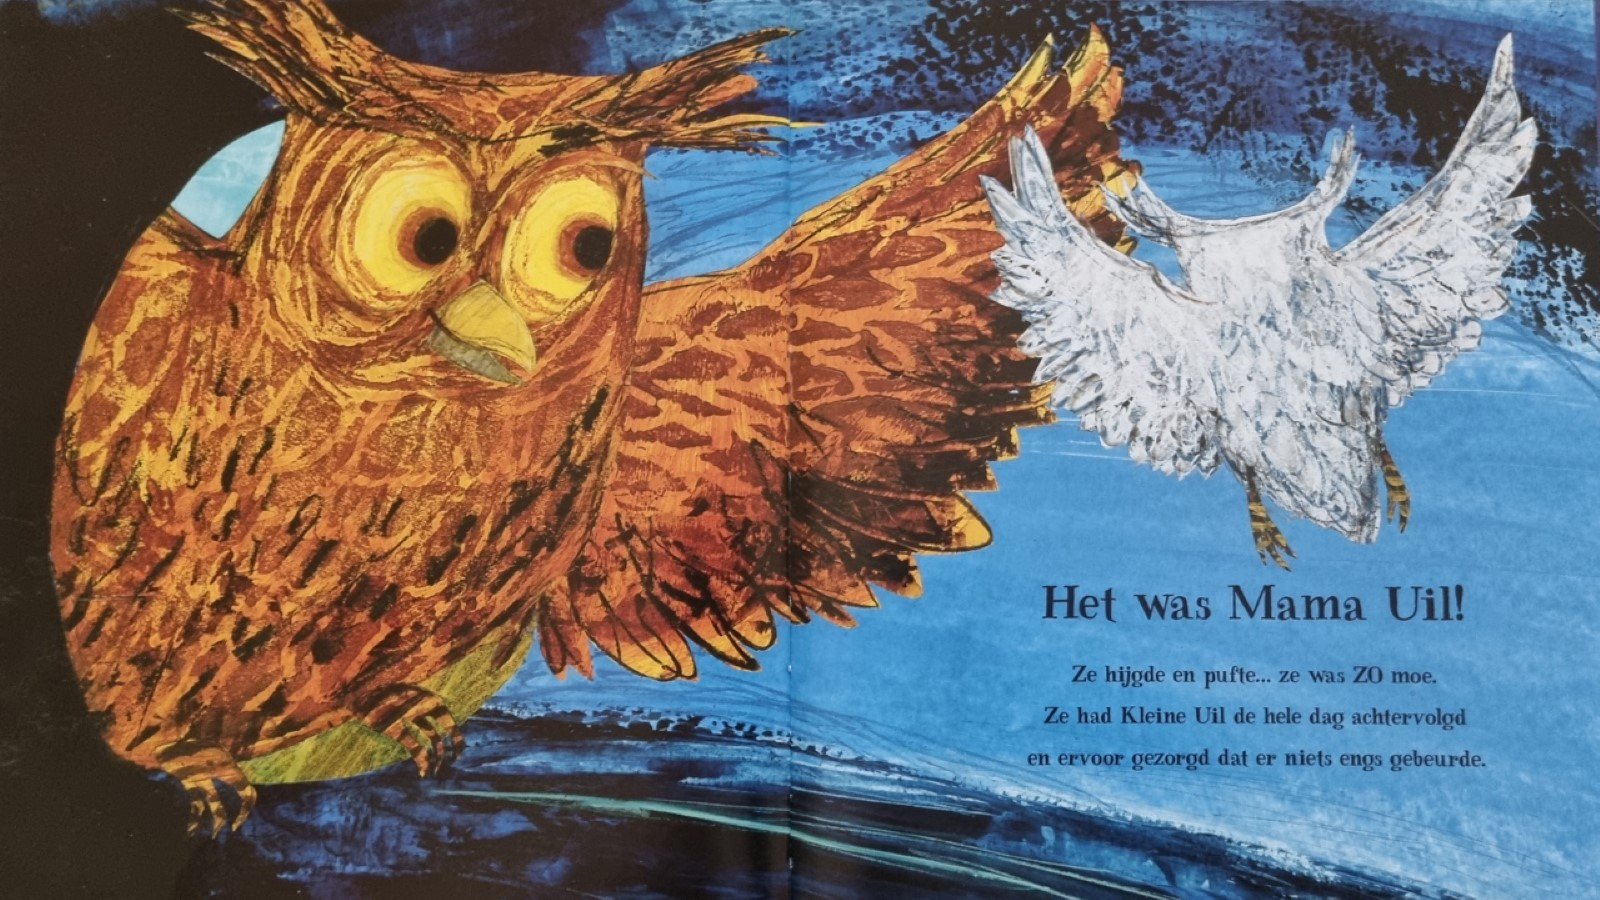 Het was Mama Uil!
Ze hijgde en pufte... ze was ZO moe.
Ze had Kleine Uil de hele dag achtervolgd
en ervoor gezorgd dat er niets engs gebeurde.